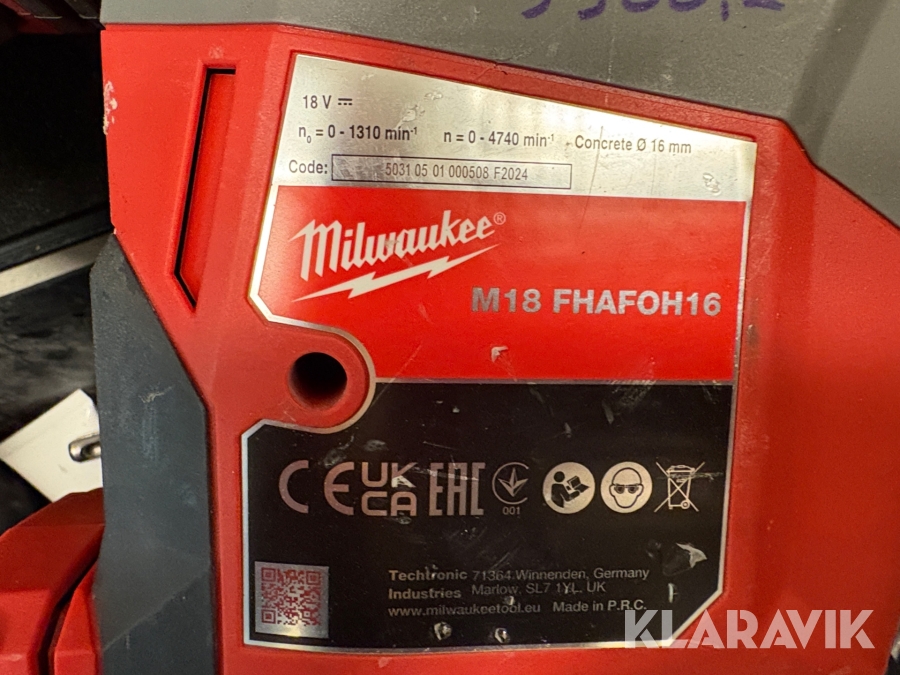 18 V
n₀ = 0 - 1310 min⁻¹ n = 0 - 4740 min⁻¹ Concrete Ø 16 mm
Code: 5031 05 01 000508 F2024
Milwaukee®
M18 FHAFOH16
CE UKCA EAC 001
Techtronic 71364 Winnenden, Germany
Industries Marlow, SL7 1YL. UK
www.milwaukeetool.eu Made in P.R.C.
KLARAVIK